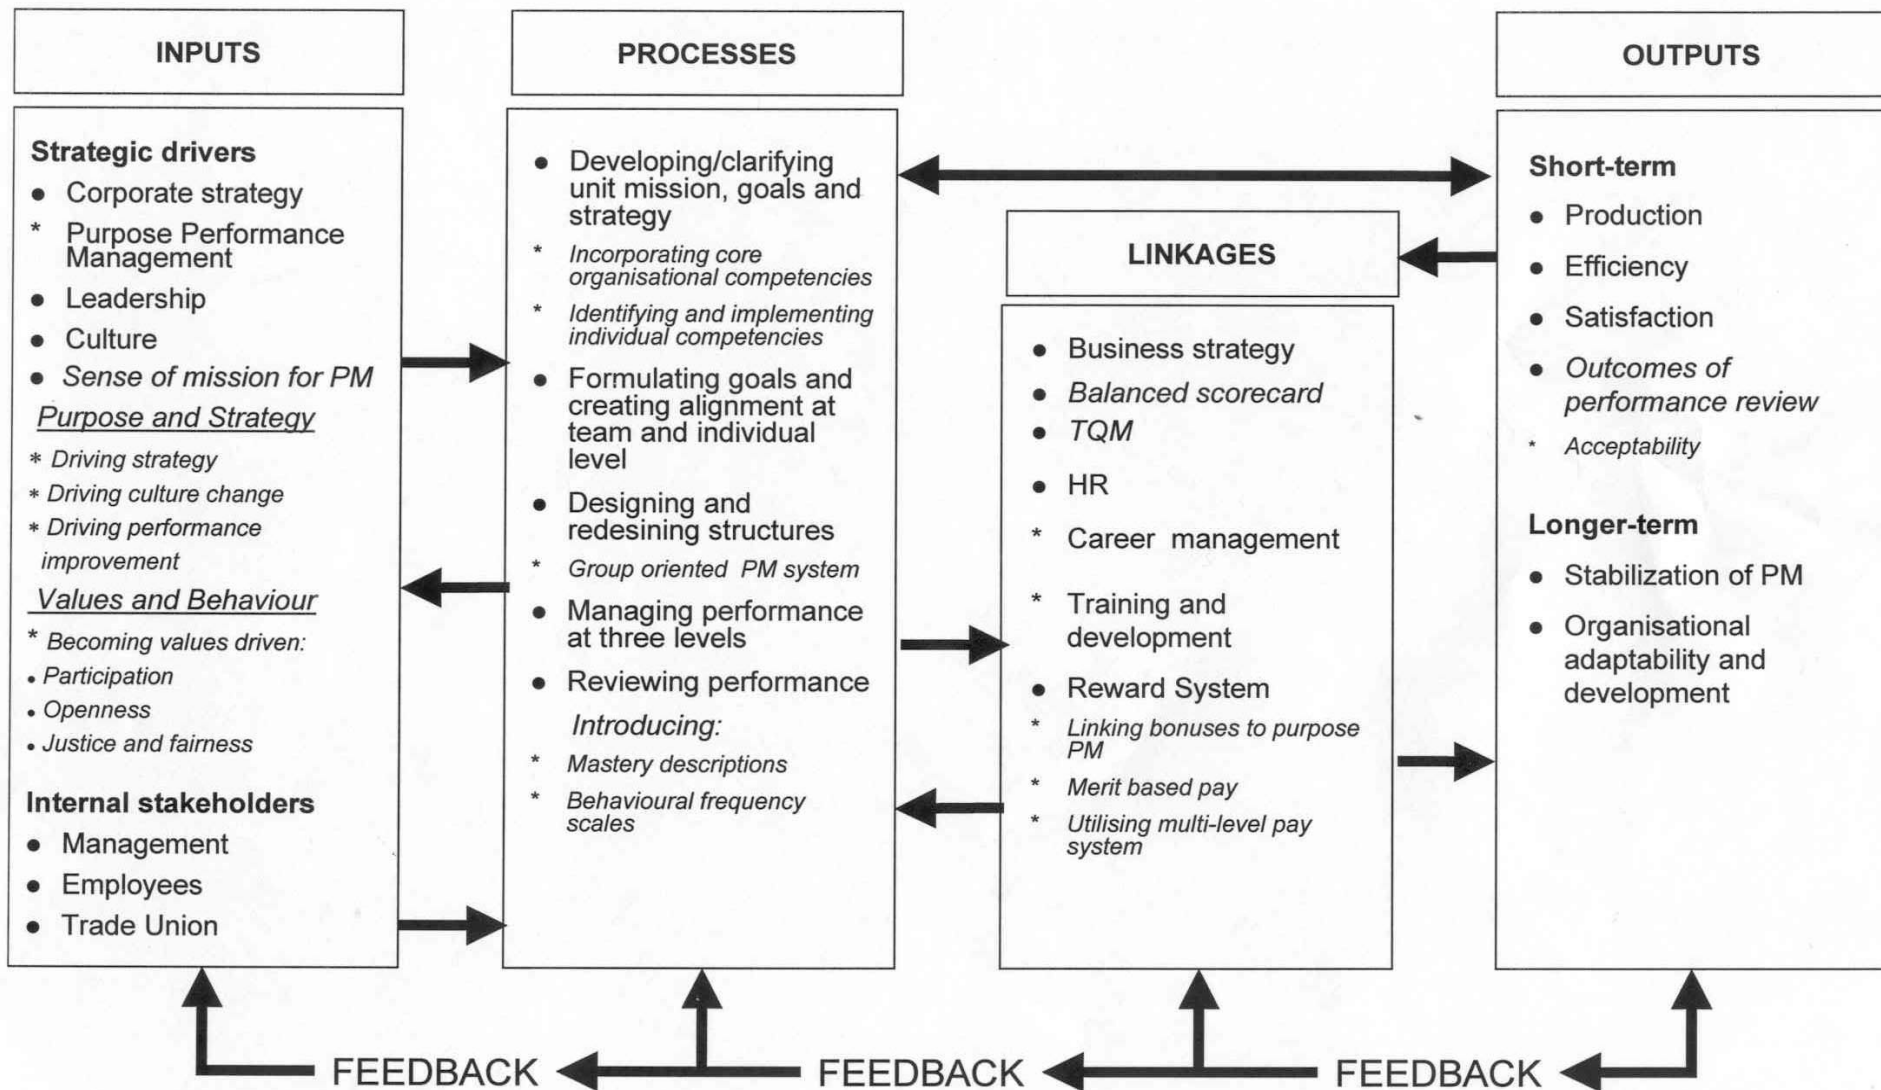 INPUTS
Strategic drivers
● Corporate strategy
* Purpose Performance
Management
● Leadership
● Culture
● Sense of mission for PM
Purpose and Strategy
* Driving strategy
* Driving culture change
* Driving performance
improvement
Values and Behaviour
* Becoming values driven:
• Participation
• Openness
• Justice and fairness
Internal stakeholders
● Management
● Employees
● Trade Union
PROCESSES
● Developing/clarifying
unit mission, goals and
strategy
* Incorporating core
organisational competencies
* Identifying and implementing
individual competencies
● Formulating goals and
creating alignment at
team and individual
level
● Designing and
redesining structures
* Group oriented PM system
● Managing performance
at three levels
● Reviewing performance
Introducing:
* Mastery descriptions
* Behavioural frequency
scales
LINKAGES
● Business strategy
● Balanced scorecard
● TQM
● HR
* Career management
* Training and
development
● Reward System
* Linking bonuses to purpose
PM
* Merit based pay
* Utilising multi-level pay
system
OUTPUTS
Short-term
● Production
● Efficiency
● Satisfaction
● Outcomes of
performance review
* Acceptability
Longer-term
● Stabilization of PM
● Organisational
adaptability and
development
FEEDBACK
FEEDBACK
FEEDBACK